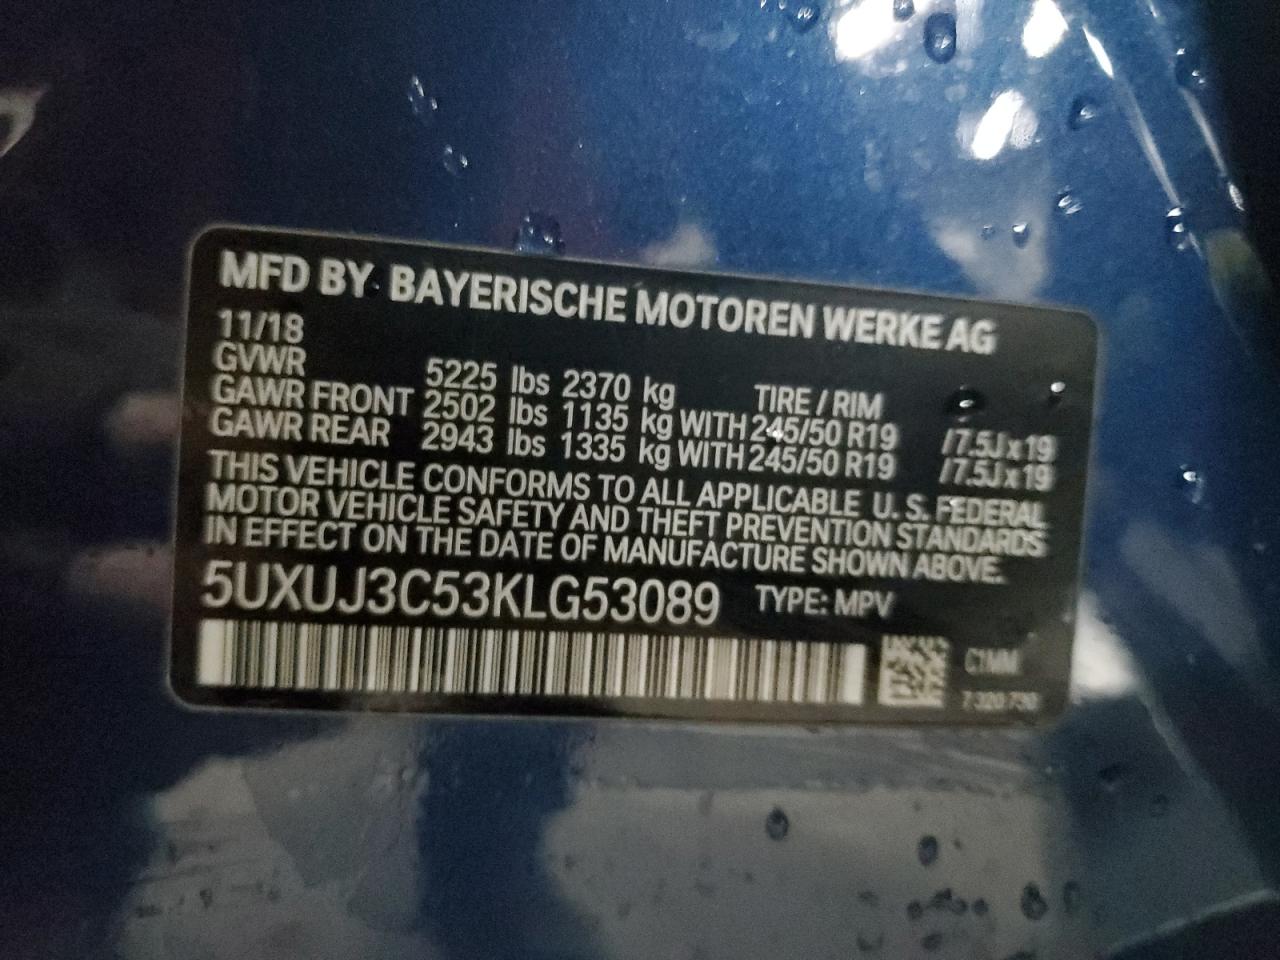 MFD BY BAYERISCHE MOTOREN WERKE AG
11/18
GVWR 5225 lbs 2370 kg TIRE / RIM
GAWR FRONT 2502 lbs 1135 kg WITH 245/50 R19 /7.5Jx19
GAWR REAR 2943 lbs 1335 kg WITH 245/50 R19 /7.5Jx19
THIS VEHICLE CONFORMS TO ALL APPLICABLE U. S. FEDERAL
MOTOR VEHICLE SAFETY AND THEFT PREVENTION STANDARDS
IN EFFECT ON THE DATE OF MANUFACTURE SHOWN ABOVE.
5UXUJ3C53KLG53089 TYPE: MPV
C1MM
7 320 730